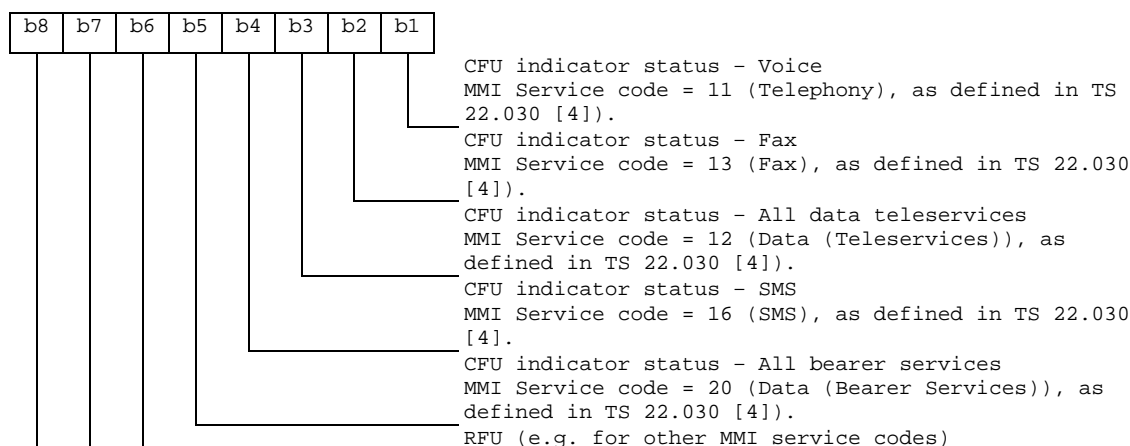 b8 b7 b6 b5 b4 b3 b2 b1
CFU indicator status – Voice
MMI Service code = 11 (Telephony), as defined in TS
22.030 [4]).
CFU indicator status – Fax
MMI Service code = 13 (Fax), as defined in TS 22.030
[4]).
CFU indicator status – All data teleservices
MMI Service code = 12 (Data (Teleservices)), as
defined in TS 22.030 [4]).
CFU indicator status – SMS
MMI Service code = 16 (SMS), as defined in TS 22.030
[4].
CFU indicator status – All bearer services
MMI Service code = 20 (Data (Bearer Services)), as
defined in TS 22.030 [4]).
RFU (e.g. for other MMI service codes)